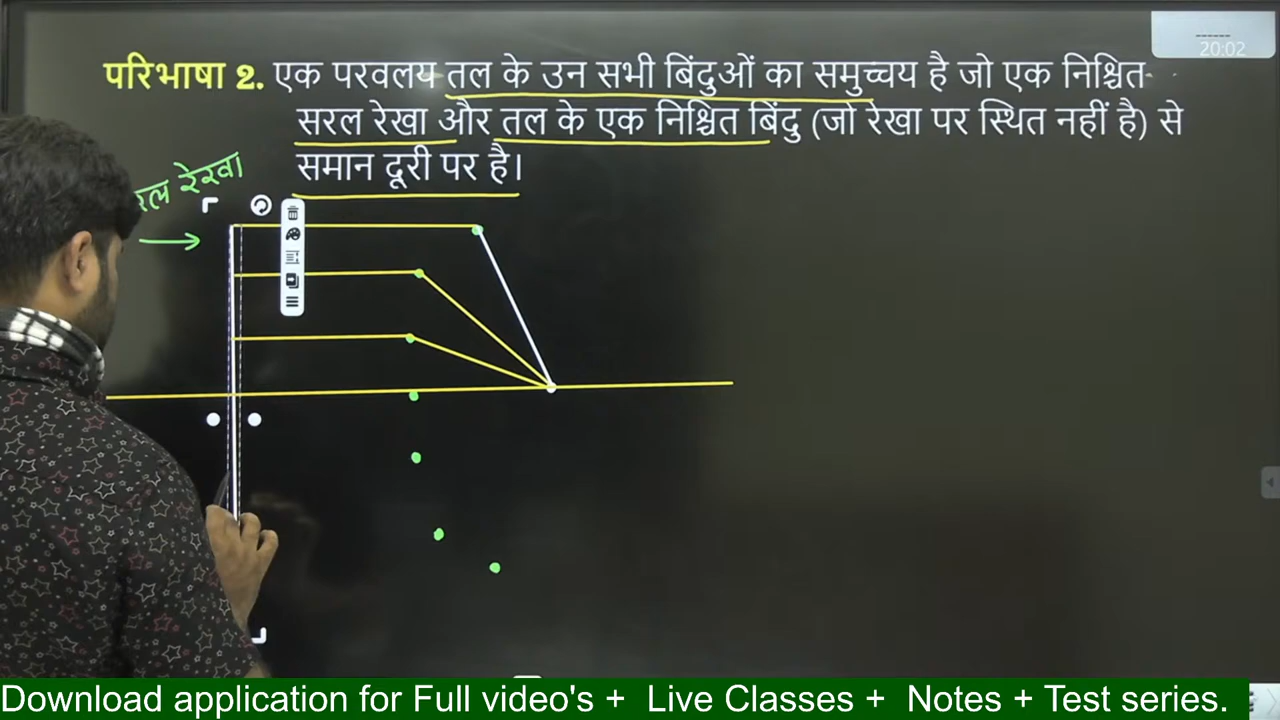 20:02
परिभाषा 2. एक परवलय तल के उन सभी बिंदुओं का समुच्चय है जो एक निश्चित
सरल रेखा और तल के एक निश्चित बिंदु (जो रेखा पर स्थित नहीं है) से
समान दूरी पर है।
रेखा
Download application for Full video's + Live Classes + Notes + Test series.